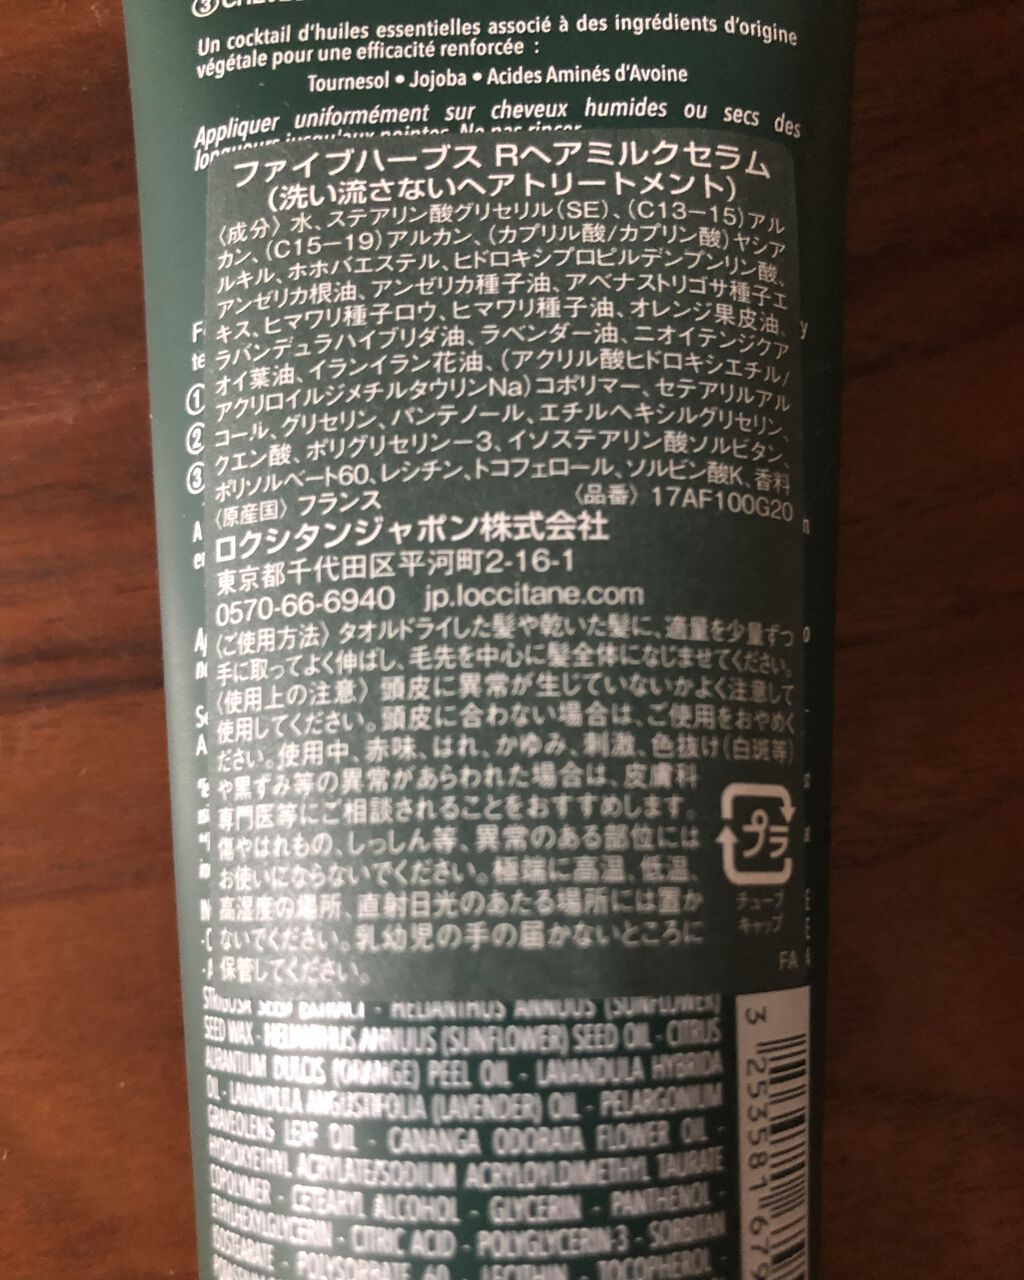 Un cocktail d'huiles essentielles associé à des ingrédients d'origine
végétale pour une efficacité renforcée :
Tournesol • Jojoba • Acides Aminés d'Avoine
Appliquer uniformément sur cheveux humides ou secs des
ファイブハーブス Rヘアミルクセラム
(洗い流さないヘアトリートメント)
〈成分〉水、ステアリン酸グリセリル(SE)、(C13-15)アル
カン、(C15-19)アルカン、(カプリル酸/カプリン酸)ヤシア
ルキル、ホホバエステル、ヒドロキシプロピルデンプンリン酸、
アンゼリカ根油、アンゼリカ種子油、アベナストリゴサ種子エ
キス、ヒマワリ種子ロウ、ヒマワリ種子油、オレンジ果皮油、
ラバンデュラハイブリダ油、ラベンダー油、ニオイテンジクア
オイ葉油、イランイラン花油、(アクリル酸ヒドロキシエチル/
アクリロイルジメチルタウリンNa)コポリマー、セテアリルアル
コール、グリセリン、パンテノール、エチルヘキシルグリセリン、
クエン酸、ポリグリセリン-3、イソステアリン酸ソルビタン、
ポリソルベート60、レシチン、トコフェロール、ソルビン酸K、香料
〈原産国〉フランス 〈品番〉17AF100G20
ロクシタンジャポン株式会社
東京都千代田区平河町2-16-1
0570-66-6940 jp.loccitane.com
〈ご使用方法〉タオルドライした髪や乾いた髪に、適量を少量ずつ
手に取ってよく伸ばし、毛先を中心に髪全体になじませてください。
〈使用上の注意〉頭皮に異常が生じていないかよく注意して
使用してください。頭皮に合わない場合は、ご使用をおやめく
ださい。使用中、赤味、はれ、かゆみ、刺激、色抜け(白斑等)
や黒ずみ等の異常があらわれた場合は、皮膚科
専門医等にご相談されることをおすすめします。
傷やはれもの、しっしん等、異常のある部位には
お使いにならないでください。極端に高温、低温、
高湿度の場所、直射日光のあたる場所には置か
ないでください。乳幼児の手の届かないところに
保管してください。
プラ
チューブ
キャップ
FA
STRIGOSA SEED EXTRACT - HELIANTHUS ANNUUS (SUNFLOWER)
SEED WAX - HELIANTHUS ANNUUS (SUNFLOWER) SEED OIL - CITRUS
AURANTIUM DULCIS (ORANGE) PEEL OIL - LAVANDULA HYBRIDA
OIL - LAVANDULA ANGUSTIFOLIA (LAVENDER) OIL - PELARGONIUM
GRAVEOLENS LEAF OIL - CANANGA ODORATA FLOWER OIL -
HYDROXYETHYL ACRYLATE/SODIUM ACRYLOYLDIMETHYL TAURATE
COPOLYMER - CETEARYL ALCOHOL - GLYCERIN - PANTHENOL -
ETHYLHEXYLGLYCERIN - CITRIC ACID - POLYGLYCERIN-3 - SORBITAN
ISOSTEARATE - POLYSORBATE 60 - LECITHIN - TOCOPHEROL -
3 253581 679